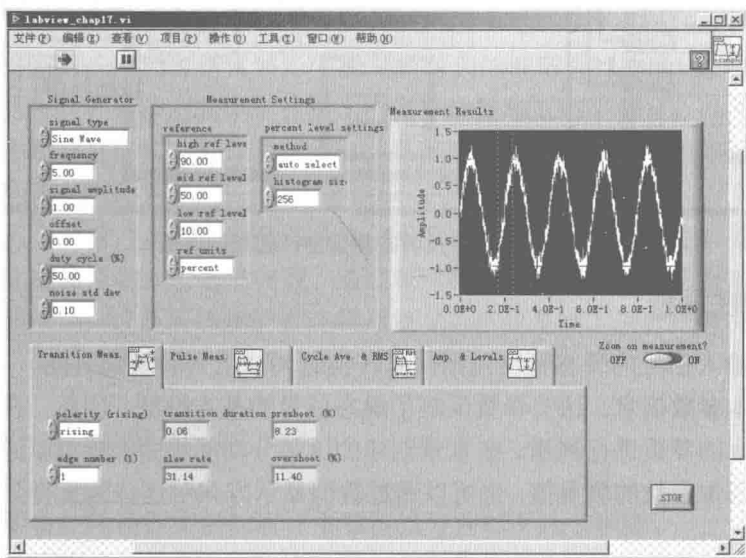 labview_chap17.vi
文件(F) 编辑(E) 查看(V) 项目(P) 操作(O) 工具(T) 窗口(W) 帮助(H)
Signal Generator
signal type
Sine Wave
frequency
5.00
signal amplitude
1.00
offset
0.00
duty cycle (%)
50.00
noise std dev
0.10
Measurement Settings
reference
high ref leve
90.00
mid ref level
50.00
low ref level
10.00
ref units
percent
percent level settings
method
auto select
histogram siz
256
Measurement Results
Amplitude
1.5
1.0
0.5
0.0
-0.5
-1.0
-1.5
0.0E+0 2.0E-1 4.0E-1 6.0E-1 8.0E-1 1.0E+0
Time
Zoom on measurement?
OFF ON
Transition Meas. Pulse Meas. Cycle Ave. & RMS Amp. & Levels
polarity (rising) transition duration preshoot (%)
rising 0.06 8.23
edge number (1) slew rate overshoot (%)
1 31.14 11.40
STOP